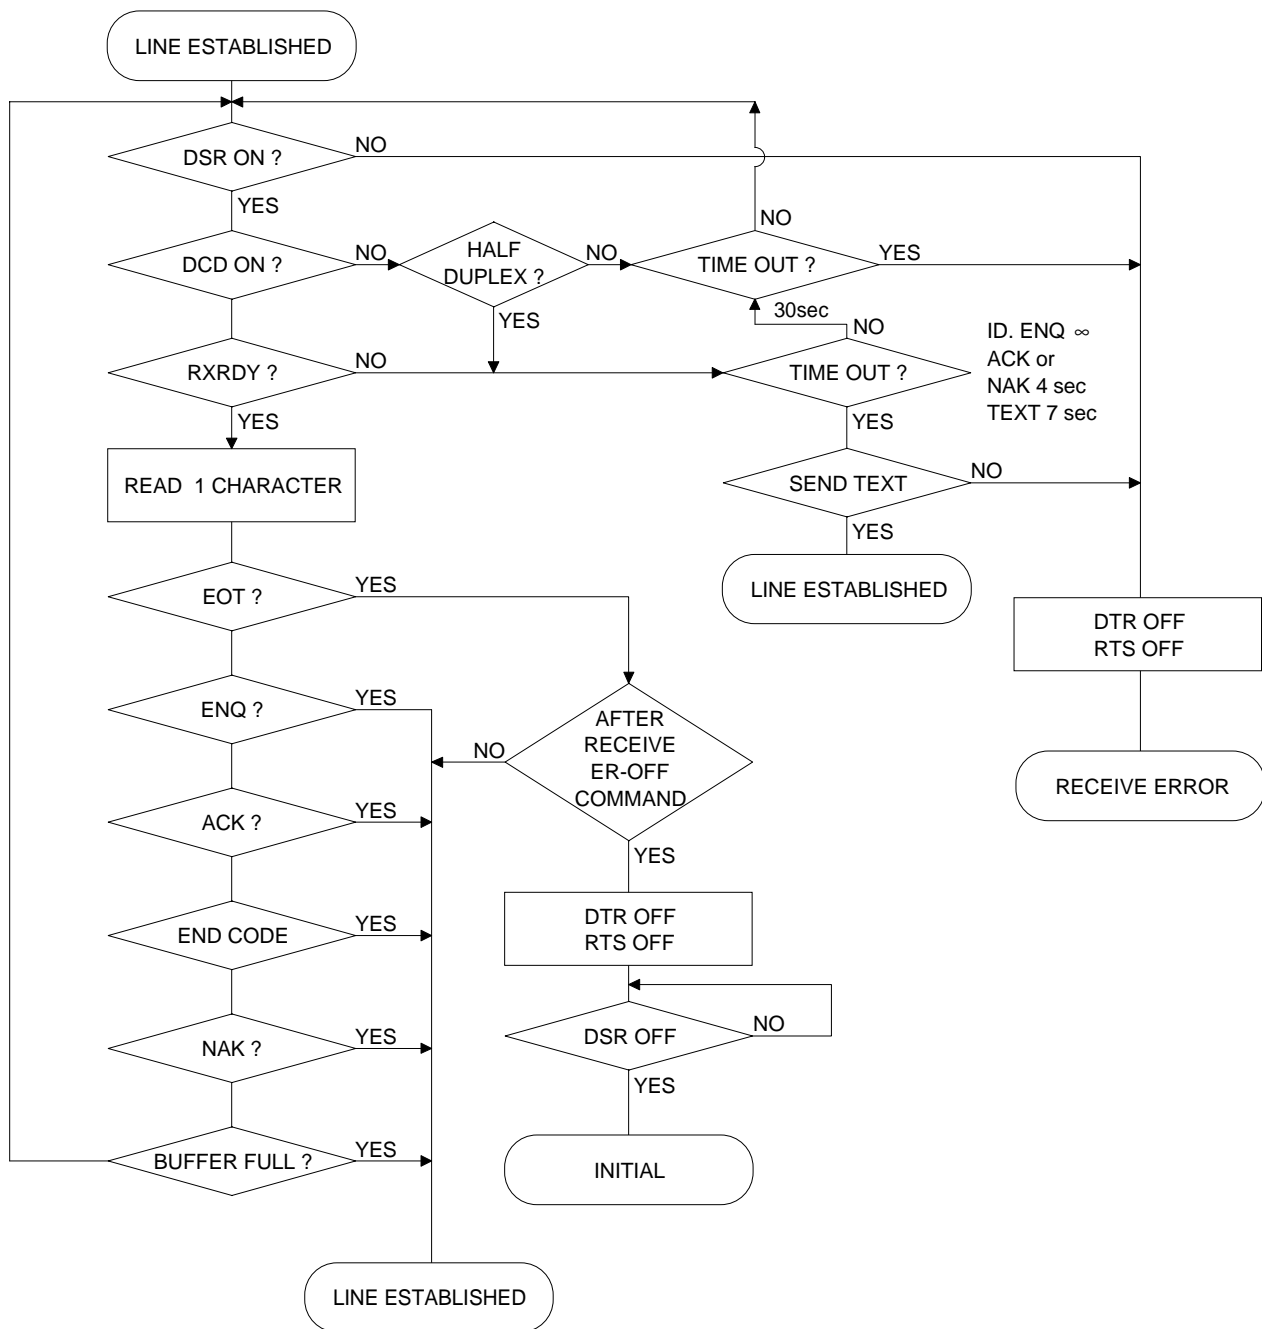 LINE ESTABLISHED
DSR ON ?
NO
YES
DCD ON ?
NO
HALF
DUPLEX ?
NO
YES
TIME OUT ?
NO
YES
30sec
RXRDY ?
NO
YES
TIME OUT ?
NO
YES
ID. ENQ ∞
ACK or
NAK 4 sec
TEXT 7 sec
READ 1 CHARACTER
SEND TEXT
NO
YES
LINE ESTABLISHED
EOT ?
YES
DTR OFF
RTS OFF
ENQ ?
YES
AFTER
RECEIVE
ER-OFF
COMMAND
NO
YES
RECEIVE ERROR
ACK ?
YES
END CODE
YES
DTR OFF
RTS OFF
NAK ?
YES
DSR OFF
NO
YES
BUFFER FULL ?
YES
INITIAL
LINE ESTABLISHED